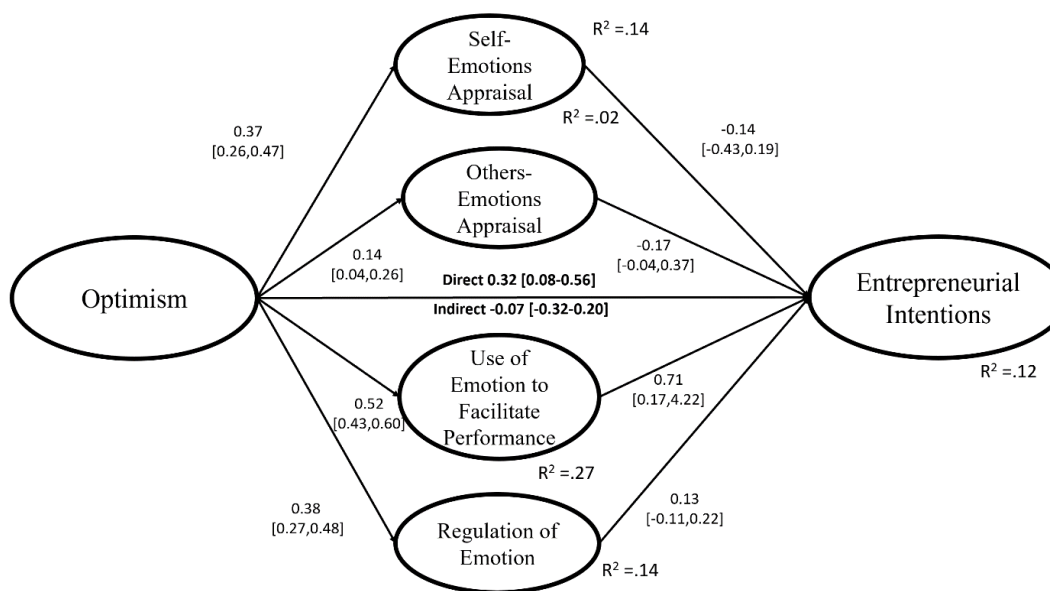 R² =.14
Self-
Emotions
Appraisal
R² =.02
0.37
[0.26,0.47]
-0.14
[-0.43,0.19]
Others-
Emotions
Appraisal
0.14
[0.04,0.26]
-0.17
[-0.04,0.37]
Direct 0.32 [0.08-0.56]
Optimism
Entrepreneurial
Intentions
Indirect -0.07 [-0.32-0.20]
R² =.12
Use of
Emotion to
Facilitate
Performance
0.52
[0.43,0.60]
0.71
[0.17,4.22]
R² =.27
0.38
[0.27,0.48]
0.13
[-0.11,0.22]
Regulation of
Emotion
R² =.14